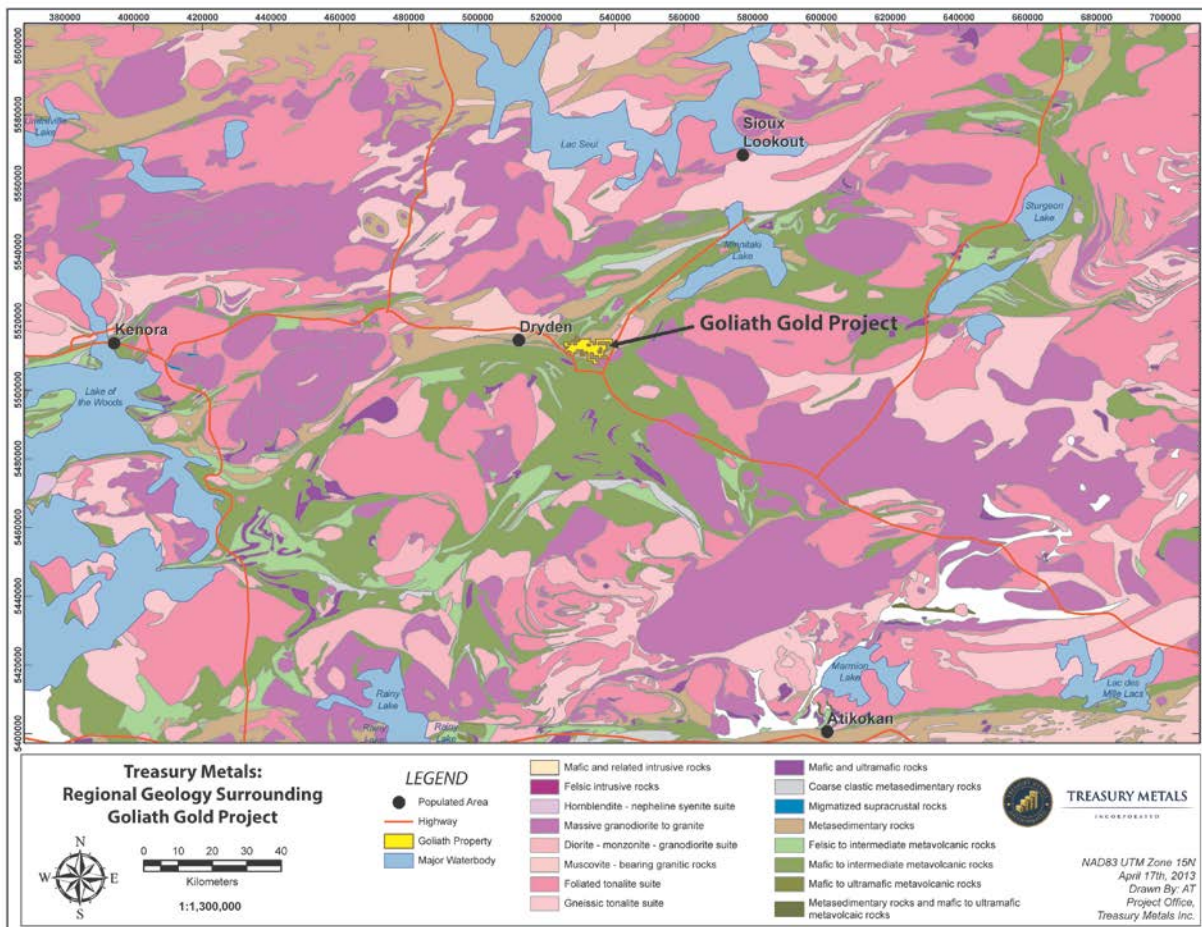 380000 400000 420000 440000 460000 480000 500000 520000 540000 560000 580000 600000 620000 640000 660000 680000 700000
5600000
5580000
5560000
5540000
5520000
5500000
5480000
5460000
5440000
5420000
5400000
Lake
Lac Seul
Sioux
Lookout
Sturgeon
Lake
Minnitaki
Lake
Kenora
Dryden
Goliath Gold Project
Lake of
the Woods
Rainy
Lake
Rainy
Lake
Rainy
Lake
Marmion
Lake
Lac des
Mille Lacs
Atikokan
Treasury Metals:
Regional Geology Surrounding
Goliath Gold Project
N
W E
S
0 10 20 30 40
Kilometers
1:1,300,000
LEGEND
Populated Area
Highway
Goliath Property
Major Waterbody
Mafic and related intrusive rocks
Felsic intrusive rocks
Hornblendite - nepheline syenite suite
Massive granodiorite to granite
Diorite - monzonite - granodiorite suite
Muscovite - bearing granitic rocks
Foliated tonalite suite
Gneissic tonalite suite
Mafic and ultramafic rocks
Coarse clastic metasedimentary rocks
Migmatized supracrustal rocks
Metasedimentary rocks
Felsic to intermediate metavolcanic rocks
Mafic to intermediate metavolcanic rocks
Mafic to ultramafic metavolcanic rocks
Metasedimentary rocks and mafic to ultramafic
metavolcaic rocks
TREASURY METALS
INCORPORATED
NAD83 UTM Zone 15N
April 17th, 2013
Drawn By: AT
Project Office,
Treasury Metals Inc.